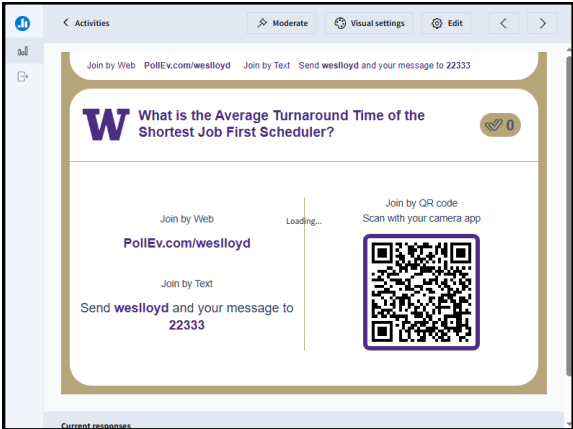 Activities
Moderate
Visual settings
Edit
Join by Web PollEv.com/weslloyd Join by Text Send weslloyd and your message to 22333
W
What is the Average Turnaround Time of the
Shortest Job First Scheduler?
0
Join by Web
PollEv.com/weslloyd
Join by Text
Send weslloyd and your message to
22333
Loading...
Join by QR code
Scan with your camera app
Current responses